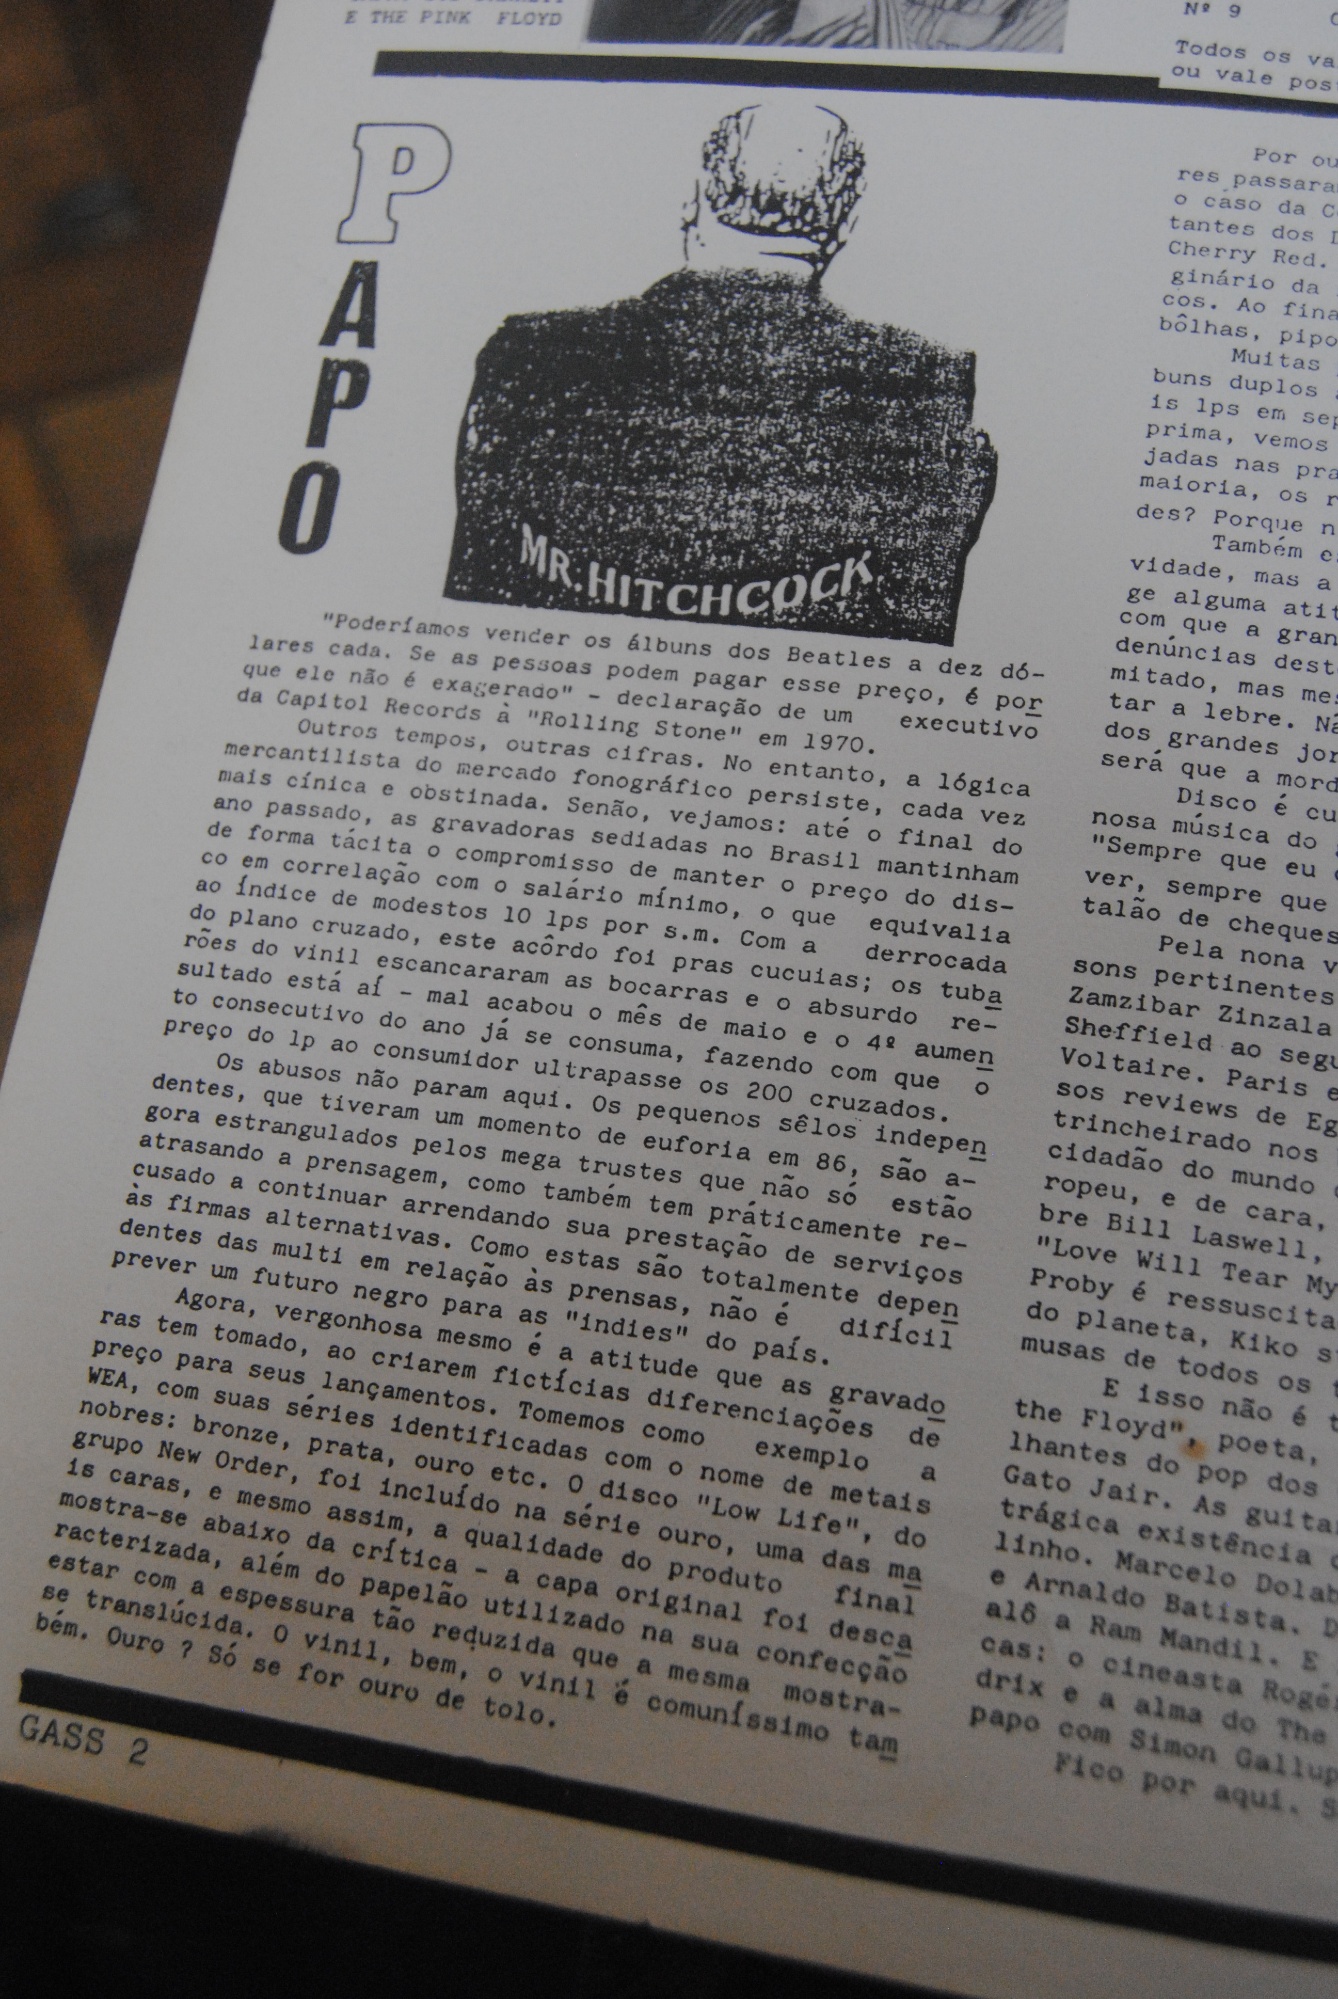 E THE PINK FLOYD
Nº 9
Todos os va
ou vale pos
PAPO
MR. HITCHCOCK
"Poderíamos vender os álbuns dos Beatles a dez dó-
lares cada. Se as pessoas podem pagar esse preço, é por
que ele não é exagerado" - declaração de um executivo
da Capitol Records à "Rolling Stone" em 1970.
Outros tempos, outras cifras. No entanto, a lógica
mercantilista do mercado fonográfico persiste, cada vez
mais cínica e obstinada. Senão, vejamos: até o final do
ano passado, as gravadoras sediadas no Brasil mantinham
de forma tácita o compromisso de manter o preço do dis-
co em correlação com o salário mínimo, o que equivalia
ao índice de modestos 10 lps por s.m. Com a derrocada
do plano cruzado, este acôrdo foi pras cucuias; os tuba
rões do vinil escancararam as bocarras e o absurdo re-
sultado está aí - mal acabou o mês de maio e o 4º aumen
to consecutivo do ano já se consuma, fazendo com que o
preço do lp ao consumidor ultrapasse os 200 cruzados.
Os abusos não param aqui. Os pequenos sêlos indepen
dentes, que tiveram um momento de euforia em 86, são a-
gora estrangulados pelos mega trustes que não só estão
atrasando a prensagem, como também tem práticamente re-
cusado a continuar arrendando sua prestação de serviços
às firmas alternativas. Como estas são totalmente depen
dentes das multi em relação às prensas, não é difícil
prever um futuro negro para as "indies" do país.
Agora, vergonhosa mesmo é a atitude que as gravado
ras tem tomado, ao criarem fictícias diferenciações de
preço para seus lançamentos. Tomemos como exemplo a
WEA, com suas séries identificadas com o nome de metais
nobres: bronze, prata, ouro etc. O disco "Low Life", do
grupo New Order, foi incluído na série ouro, uma das ma
is caras, e mesmo assim, a qualidade do produto final
mostra-se abaixo da crítica - a capa original foi desca
racterizada, além do papelão utilizado na sua confecção
estar com a espessura tão reduzida que a mesma mostra-
se translúcida. O vinil, bem, o vinil é comuníssimo tam
bém. Ouro ? Só se for ouro de tolo.
Por ou
res passara
o caso da C
tantes dos
Cherry Red.
ginário da
cos. Ao fina
bôlhas, pipo
Muitas
buns duplos
is lps em sep
prima, vemos
jadas nas pra
maioria, os r
des? Porque n
Também e
vidade, mas a
ge alguma atit
com que a gran
denúncias dest
mitado, mas me
tar a lebre. Nã
dos grandes jor
será que a mord
Disco é cu
nosa música do
"Sempre que eu
ver, sempre que
talão de cheques
Pela nona v
sons pertinentes
Zamzibar Zinzala
Sheffield ao segu
Voltaire. Paris e
sos reviews de Eg
trincheirado nos
cidadão do mundo
ropeu, e de cara,
bre Bill Laswell,
"Love Will Tear My
Proby é ressuscita
do planeta, Kiko s
musas de todos os
E isso não é t
the Floyd", poeta,
lhantes do pop dos
Gato Jair. As guita
trágica existência
linho. Marcelo Dolab
e Arnaldo Batista. D
alô a Ram Mandil. E
cas: o cineasta Rogé
drix e a alma do The
papo com Simon Gallup
Fico por aqui. S
GASS 2